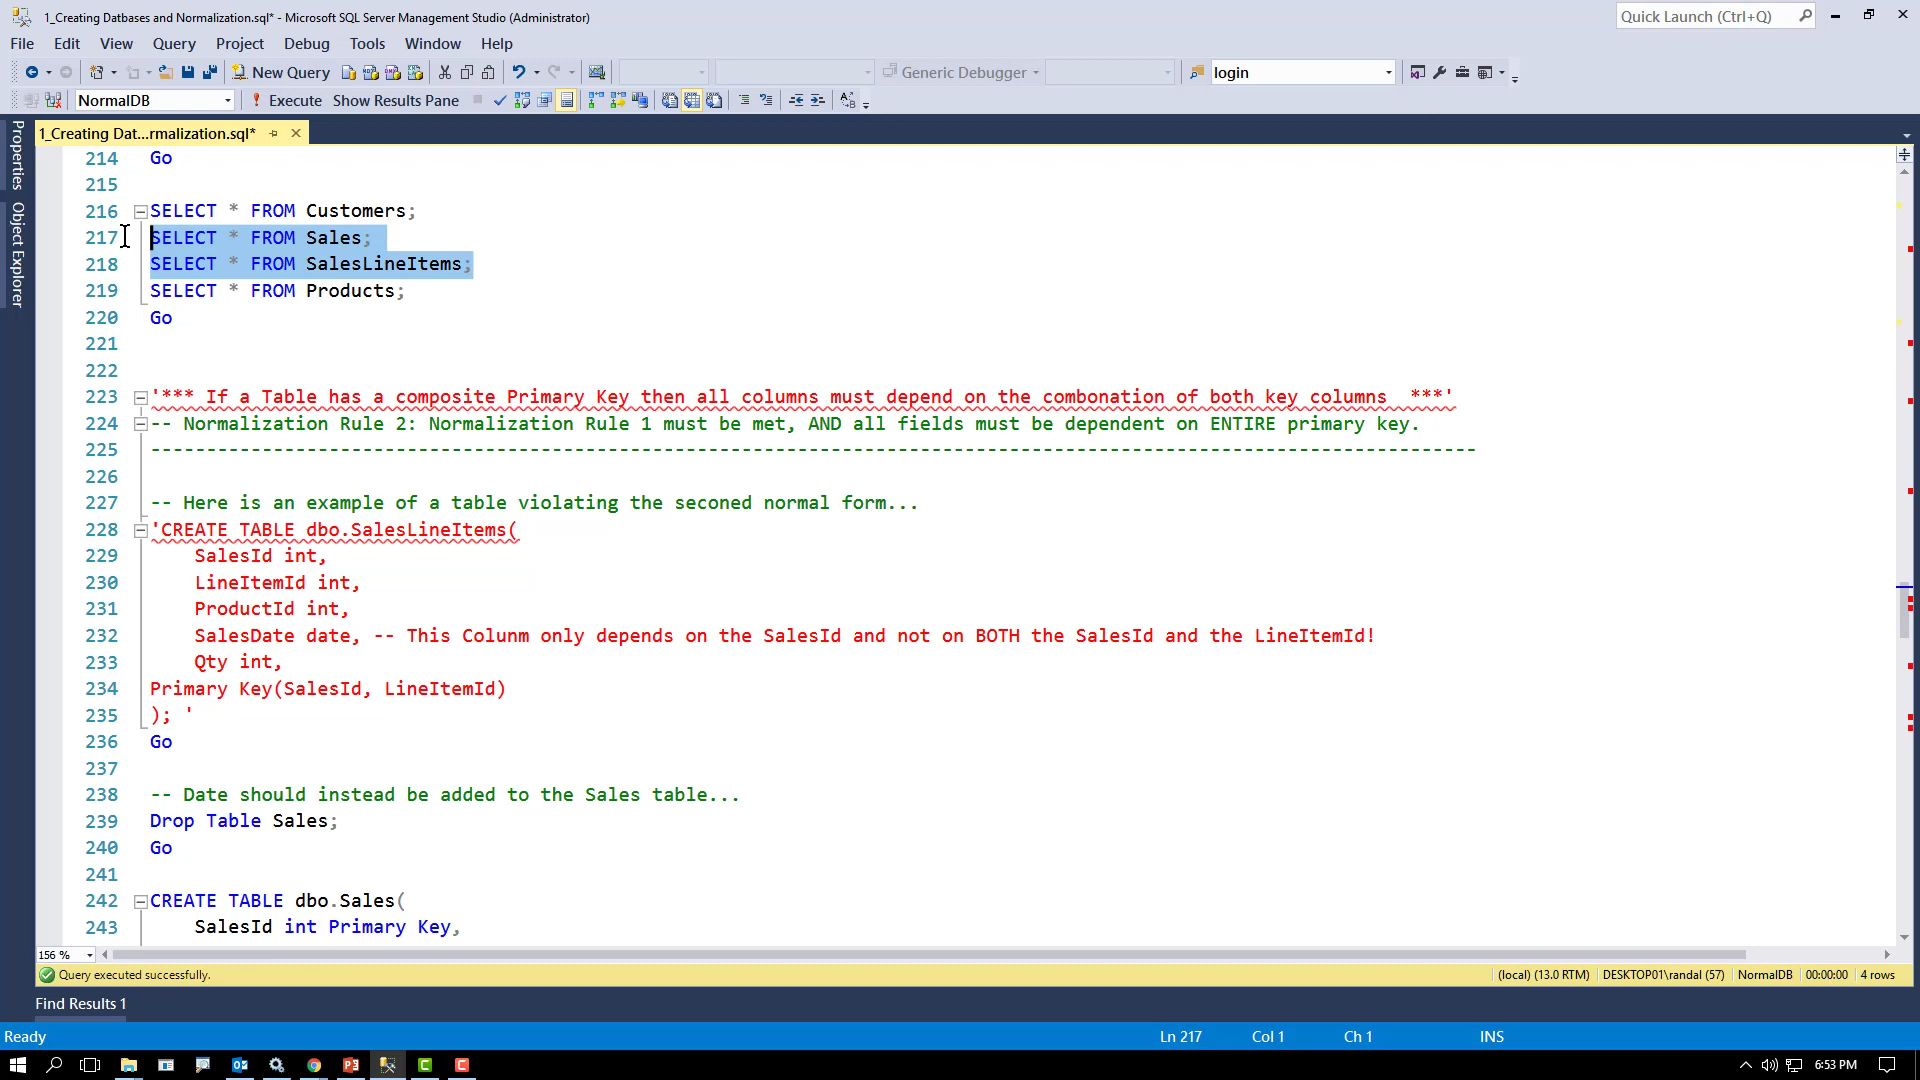 1_Creating Datbases and Normalization.sql* - Microsoft SQL Server Management Studio (Administrator)
Quick Launch (Ctrl+Q)
File Edit View Query Project Debug Tools Window Help
New Query
Generic Debugger
login
NormalDB
Execute
Show Results Pane
1_Creating Dat...rmalization.sql*
Properties
Object Explorer
214 Go
215
216 SELECT * FROM Customers;
217 SELECT * FROM Sales;
218 SELECT * FROM SalesLineItems;
219 SELECT * FROM Products;
220 Go
221
222
223 '*** If a Table has a composite Primary Key then all columns must depend on the combonation of both key columns  ***'
224 -- Normalization Rule 2: Normalization Rule 1 must be met, AND all fields must be dependent on ENTIRE primary key.
225 -----------------------------------------------------------------------------------------------------------------------
226
227 -- Here is an example of a table violating the seconed normal form...
228 'CREATE TABLE dbo.SalesLineItems(
229     SalesId int,
230     LineItemId int,
231     ProductId int,
232     SalesDate date, -- This Colunm only depends on the SalesId and not on BOTH the SalesId and the LineItemId!
233     Qty int,
234 Primary Key(SalesId, LineItemId)
235 ); '
236 Go
237
238 -- Date should instead be added to the Sales table...
239 Drop Table Sales;
240 Go
241
242 CREATE TABLE dbo.Sales(
243     SalesId int Primary Key,
156 %
Query executed successfully.
(local) (13.0 RTM) DESKTOP01\randal (57) NormalDB 00:00:00 4 rows
Find Results 1
Ready
Ln 217 Col 1 Ch 1 INS
6:53 PM